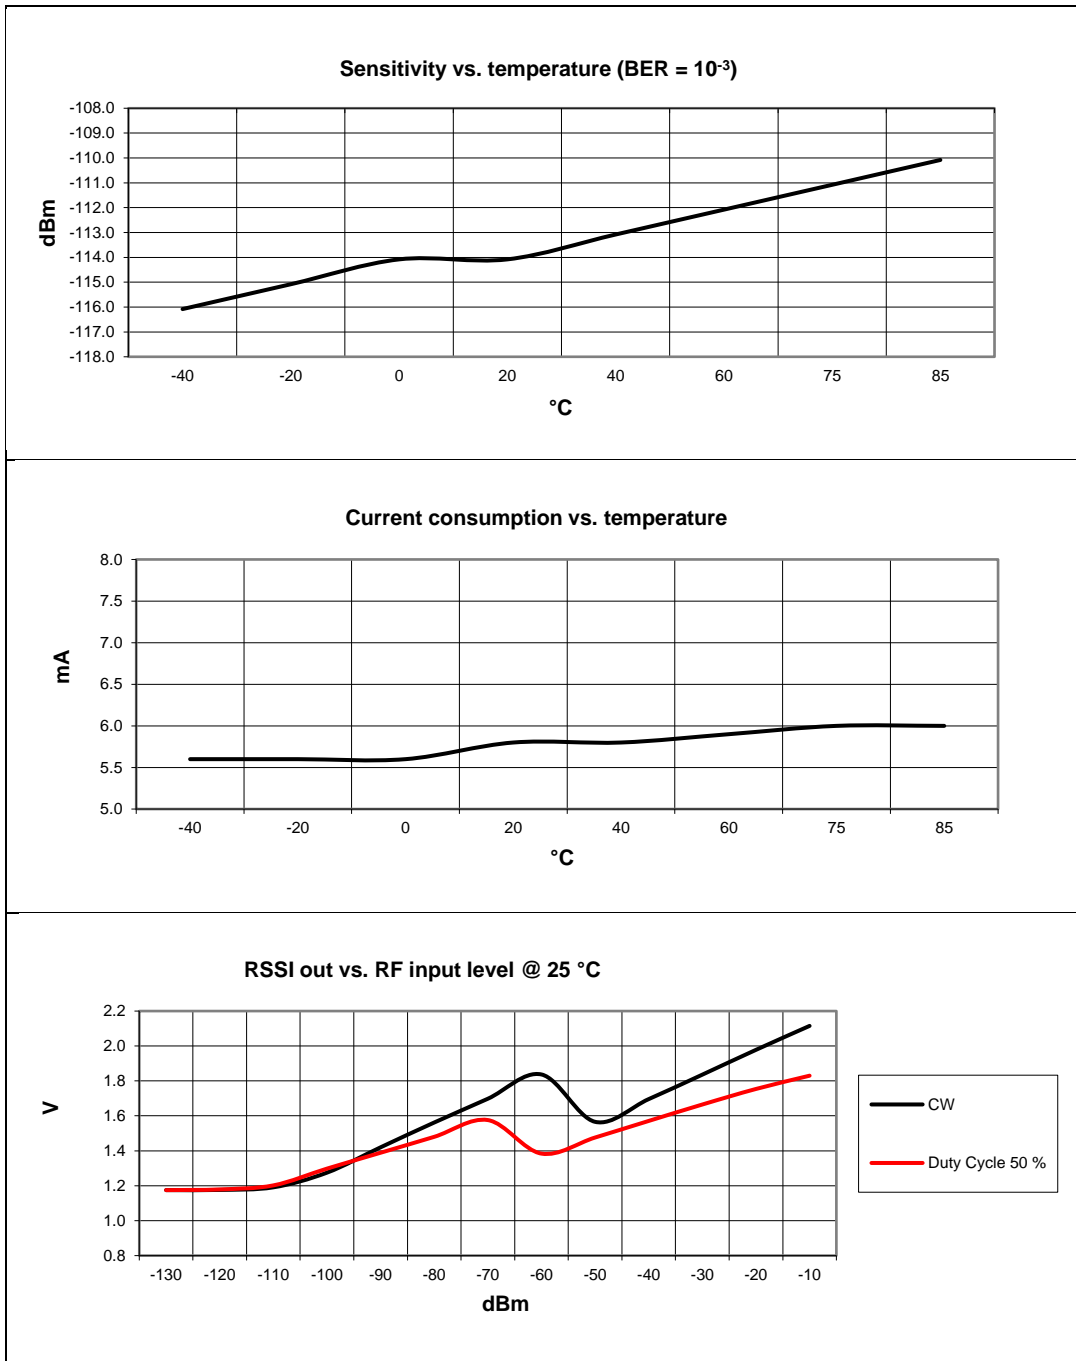 Sensitivity vs. temperature (BER = 10⁻³)
-108.0
-109.0
-110.0
-111.0
-112.0
-113.0
-114.0
-115.0
-116.0
-117.0
-118.0
dBm
-40 -20 0 20 40 60 75 85
°C
Current consumption vs. temperature
8.0
7.5
7.0
6.5
6.0
5.5
5.0
mA
-40 -20 0 20 40 60 75 85
°C
RSSI out vs. RF input level @ 25 °C
2.2
2.0
1.8
1.6
1.4
1.2
1.0
0.8
V
-130 -120 -110 -100 -90 -80 -70 -60 -50 -40 -30 -20 -10
dBm
CW
Duty Cycle 50 %